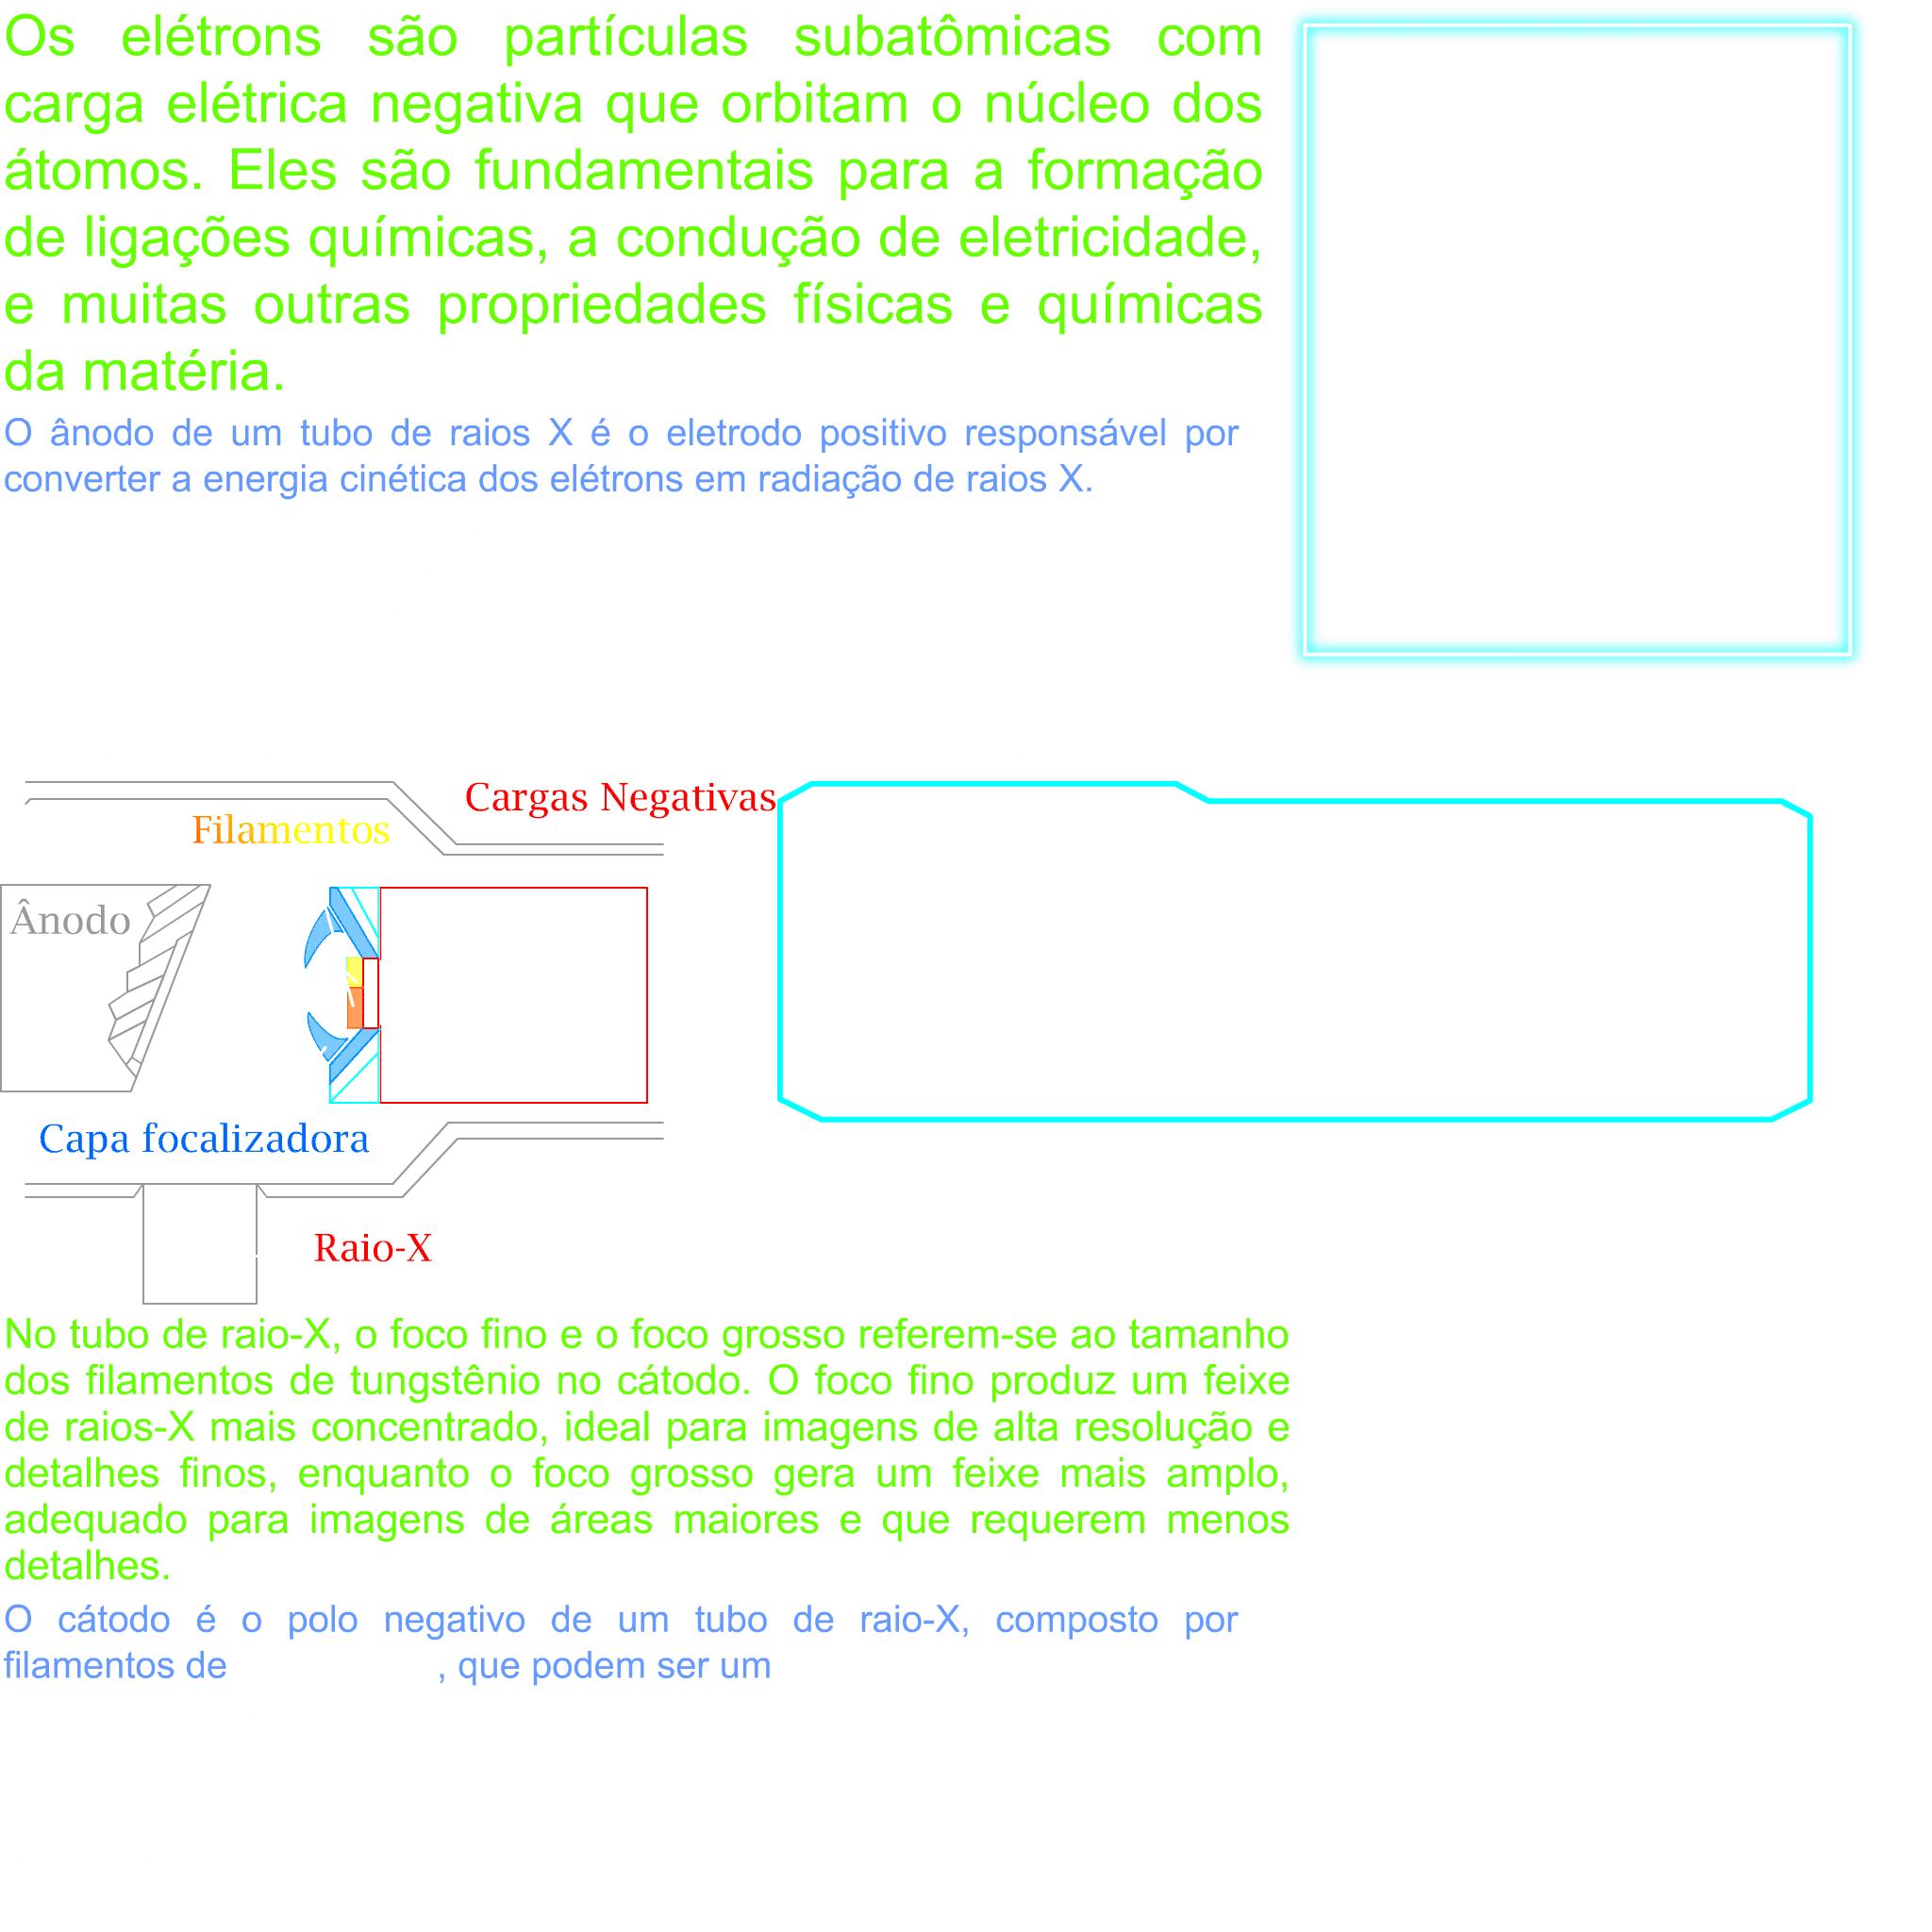 Os elétrons são partículas subatômicas com
carga elétrica negativa que orbitam o núcleo dos
átomos. Eles são fundamentais para a formação
de ligações químicas, a condução de eletricidade,
e muitas outras propriedades físicas e químicas
da matéria.
O ânodo de um tubo de raios X é o eletrodo positivo responsável por
converter a energia cinética dos elétrons em radiação de raios X.
Cargas Negativas
Filamentos
Ânodo
Capa focalizadora
Raio-X
No tubo de raio-X, o foco fino e o foco grosso referem-se ao tamanho
dos filamentos de tungstênio no cátodo. O foco fino produz um feixe
de raios-X mais concentrado, ideal para imagens de alta resolução e
detalhes finos, enquanto o foco grosso gera um feixe mais amplo,
adequado para imagens de áreas maiores e que requerem menos
detalhes.
O cátodo é o polo negativo de um tubo de raio-X, composto por
filamentos de , que podem ser um